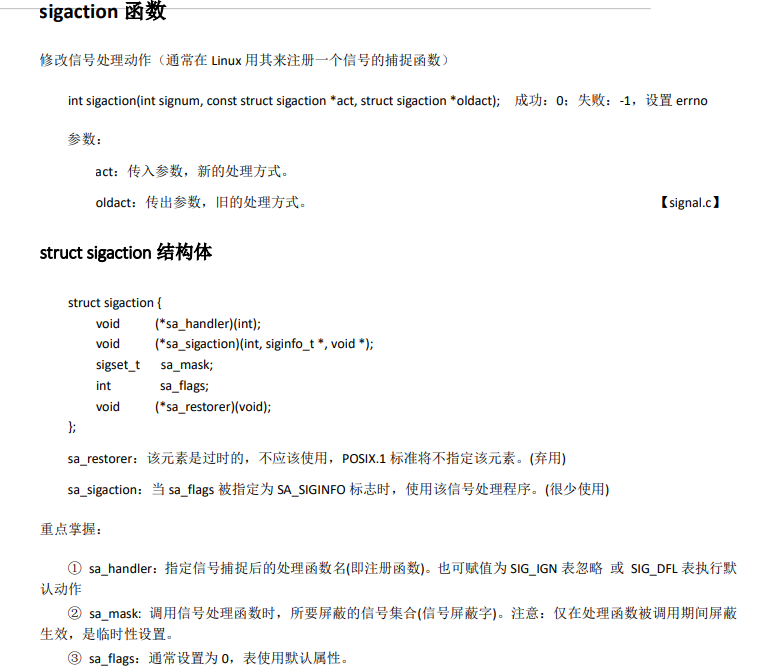 sigaction 函数
修改信号处理动作（通常在 Linux 用其来注册一个信号的捕捉函数）
int sigaction(int signum, const struct sigaction *act, struct sigaction *oldact); 成功：0；失败：-1，设置 errno
参数：
act：传入参数，新的处理方式。
oldact：传出参数，旧的处理方式。 【signal.c】
struct sigaction 结构体
struct sigaction {
void (*sa_handler)(int);
void (*sa_sigaction)(int, siginfo_t *, void *);
sigset_t sa_mask;
int sa_flags;
void (*sa_restorer)(void);
};
sa_restorer：该元素是过时的，不应该使用，POSIX.1 标准将不指定该元素。(弃用)
sa_sigaction：当 sa_flags 被指定为 SA_SIGINFO 标志时，使用该信号处理程序。(很少使用)
重点掌握：
① sa_handler：指定信号捕捉后的处理函数名(即注册函数)。也可赋值为 SIG_IGN 表忽略 或 SIG_DFL 表执行默
认动作
② sa_mask: 调用信号处理函数时，所要屏蔽的信号集合(信号屏蔽字)。注意：仅在处理函数被调用期间屏蔽
生效，是临时性设置。
③ sa_flags：通常设置为 0，表使用默认属性。